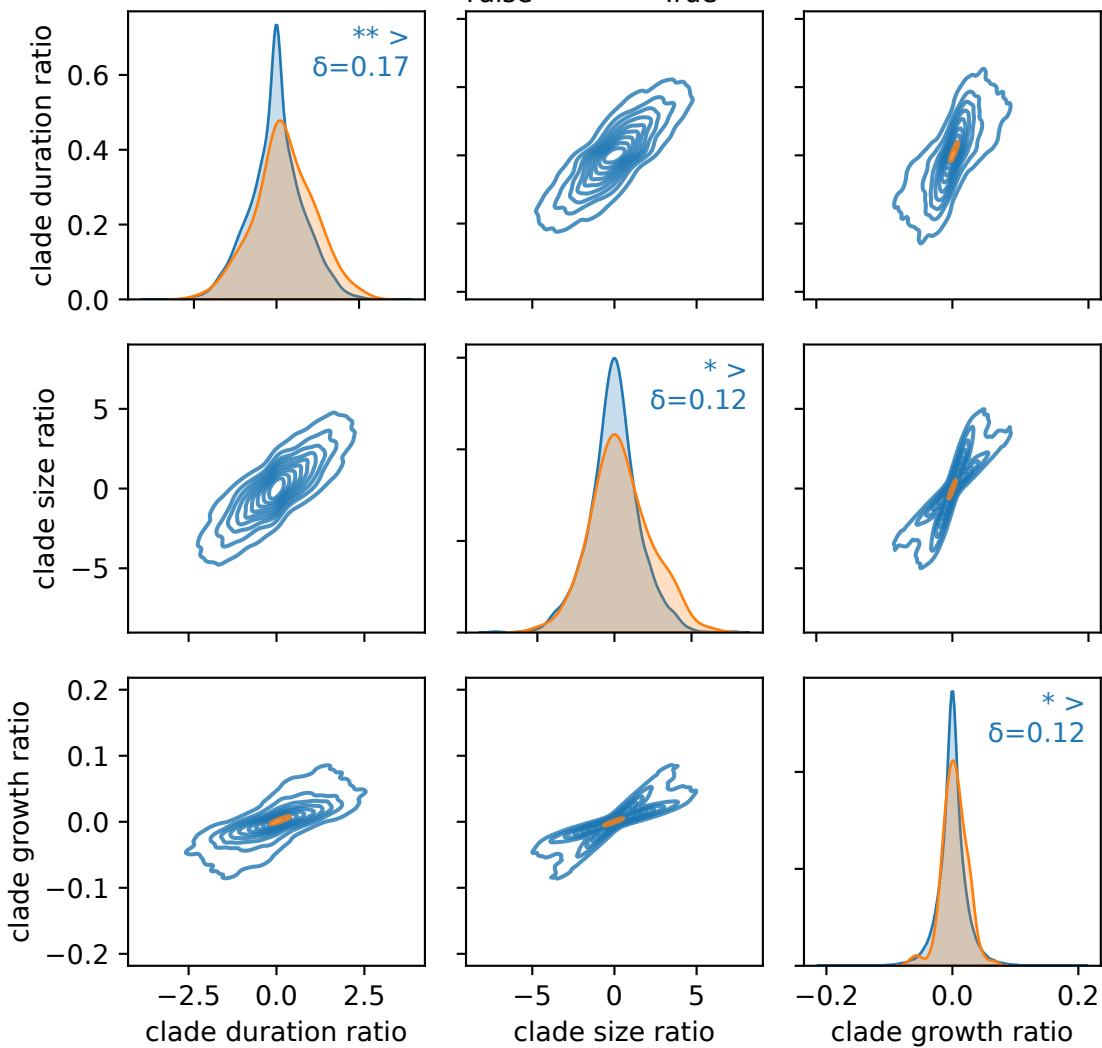 False True
clade duration ratio
0.6
0.4
0.2
0.0
** >
δ=0.17
clade size ratio
5
0
−5
* >
δ=0.12
clade growth ratio
0.2
0.1
0.0
−0.1
−0.2
* >
δ=0.12
−2.5 0.0 2.5
clade duration ratio
−5 0 5
clade size ratio
−0.2 0.0 0.2
clade growth ratio